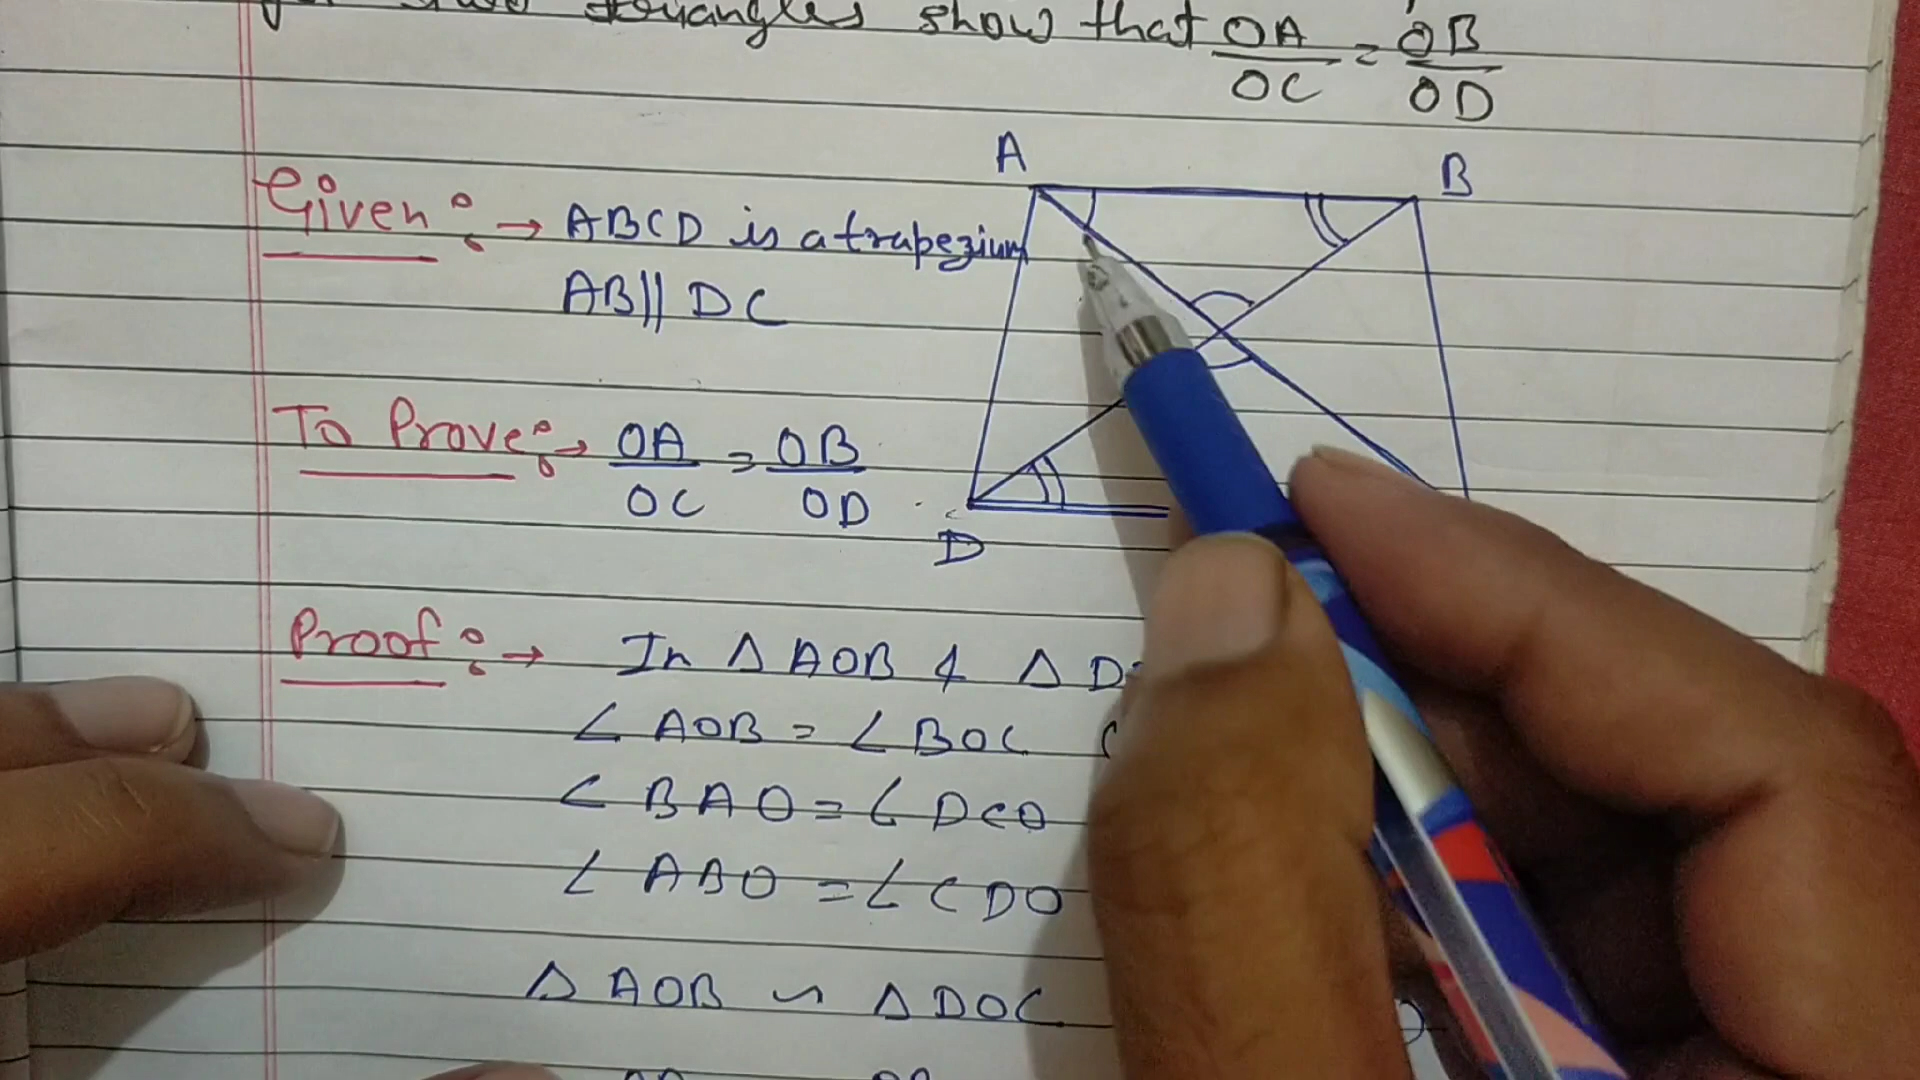 triangles show that OA/OC = OB/OD
Given :→ ABCD is a trapezium
AB || DC
To Prove :→ OA/OC = OB/OD
A
B
D
Proof :→ In Δ AOB & Δ D
∠ AOB = ∠ BOC (
∠ BAO = ∠ DCO
∠ ABO = ∠ CDO
Δ AOB ~ Δ DOC